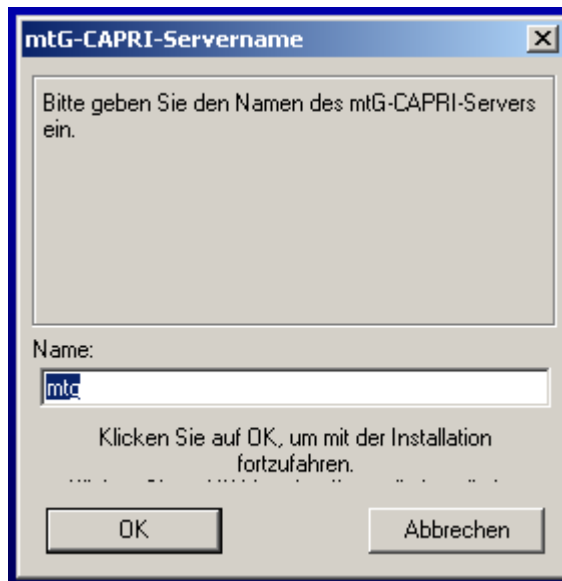 mtG-CAPRI-Servername
Bitte geben Sie den Namen des mtG-CAPRI-Servers
ein.
Name:
mtg
Klicken Sie auf OK, um mit der Installation
fortzufahren.
OK
Abbrechen